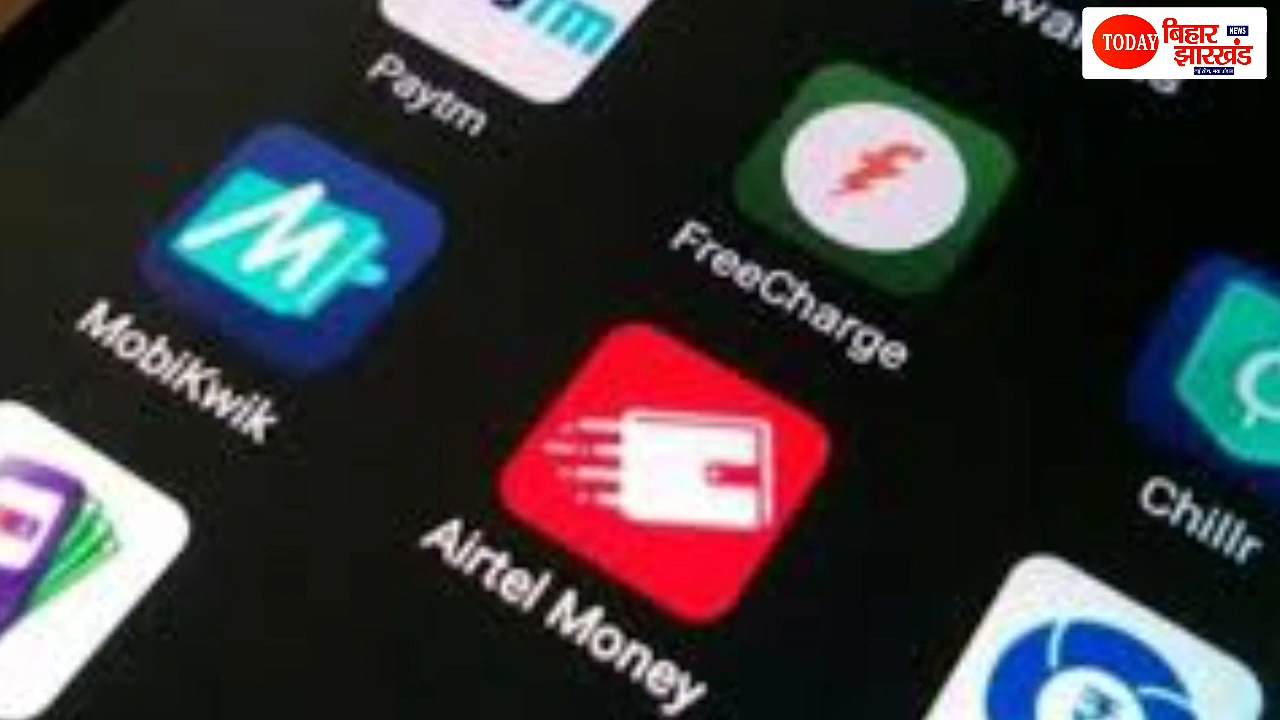 Paytm
TODAY
बिहार
NEWS
झारखंड
FreeCharge
MobiKwik
Airtel Money
Chillr